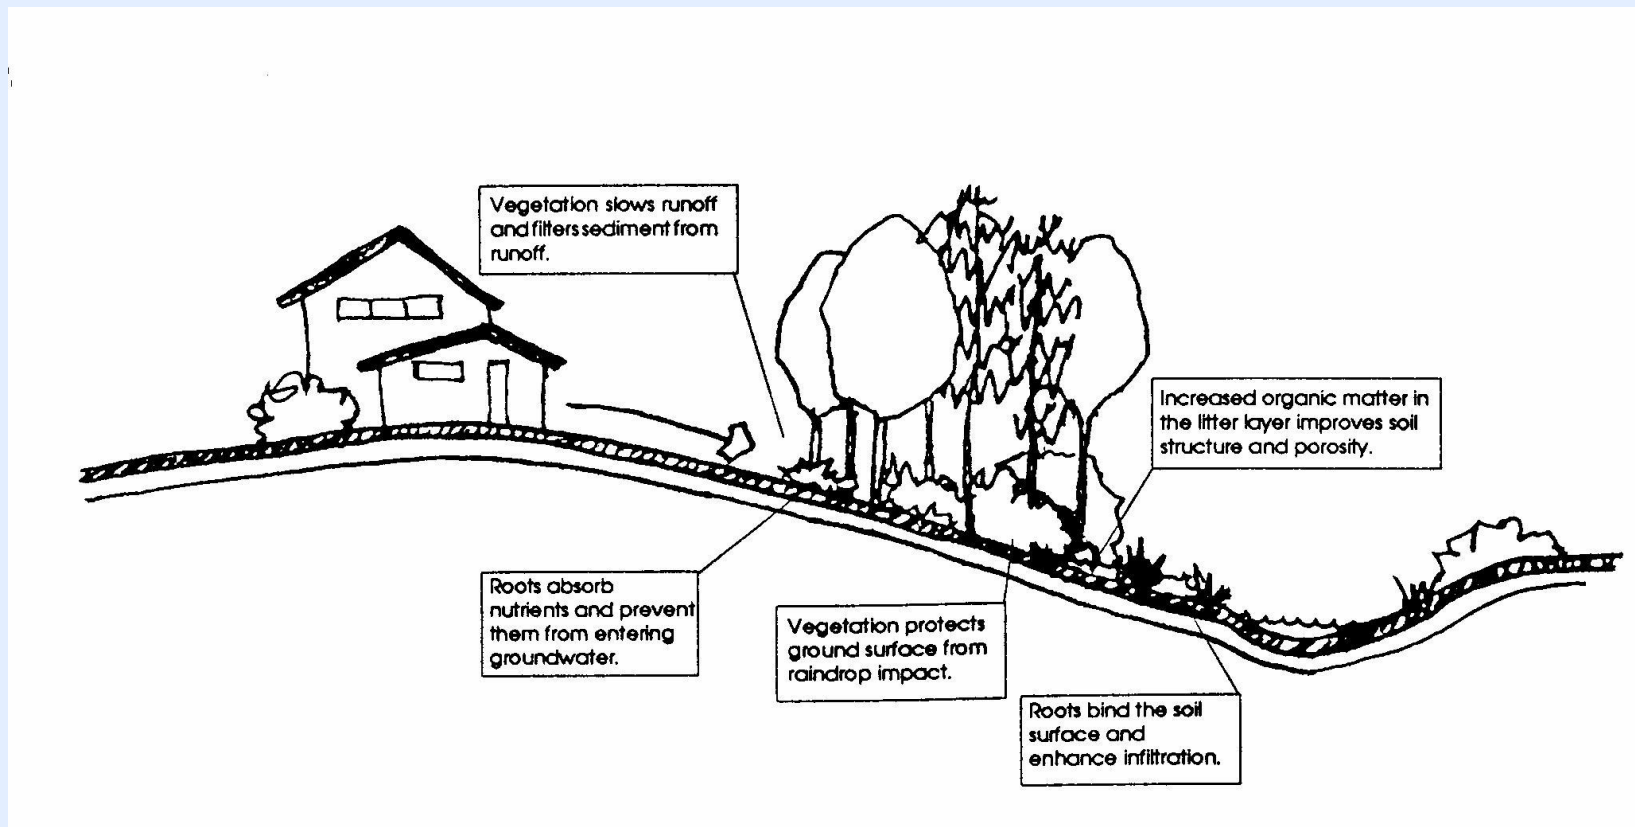 Vegetation slows runoff
and filters sediment from
runoff.
Increased organic matter in
the litter layer improves soil
structure and porosity.
Roots absorb
nutrients and prevent
them from entering
groundwater.
Vegetation protects
ground surface from
raindrop impact.
Roots bind the soil
surface and
enhance infiltration.